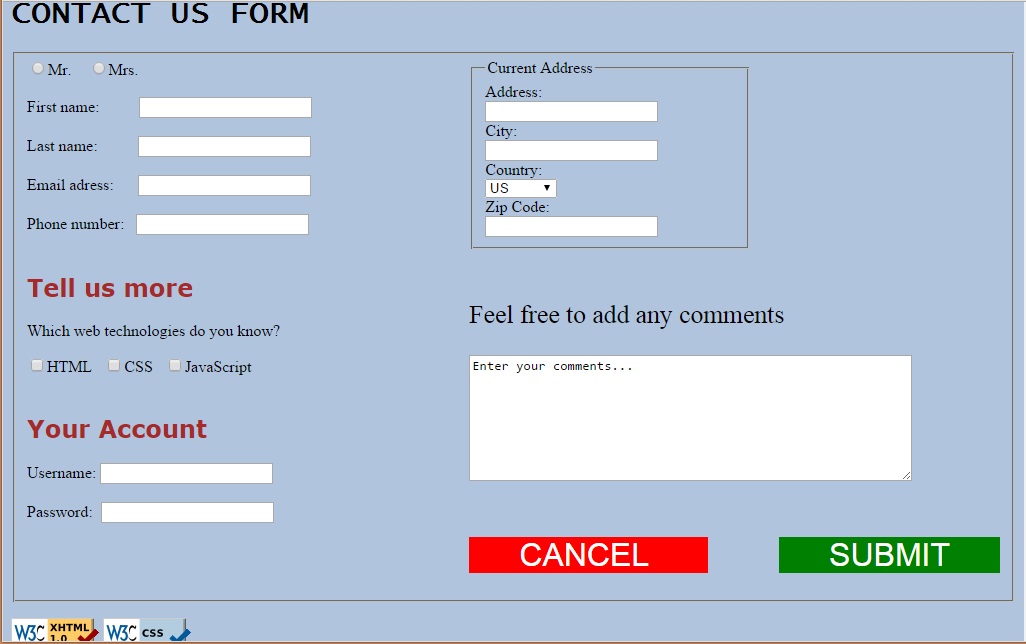 CONTACT US FORM
Mr. Mrs.
First name:
Last name:
Email adress:
Phone number:
Current Address
Address:
City:
Country:
US
Zip Code:
Tell us more
Which web technologies do you know?
HTML CSS JavaScript
Your Account
Username:
Password:
Feel free to add any comments
Enter your comments...
CANCEL SUBMIT
W3C XHTML 1.0 W3C css